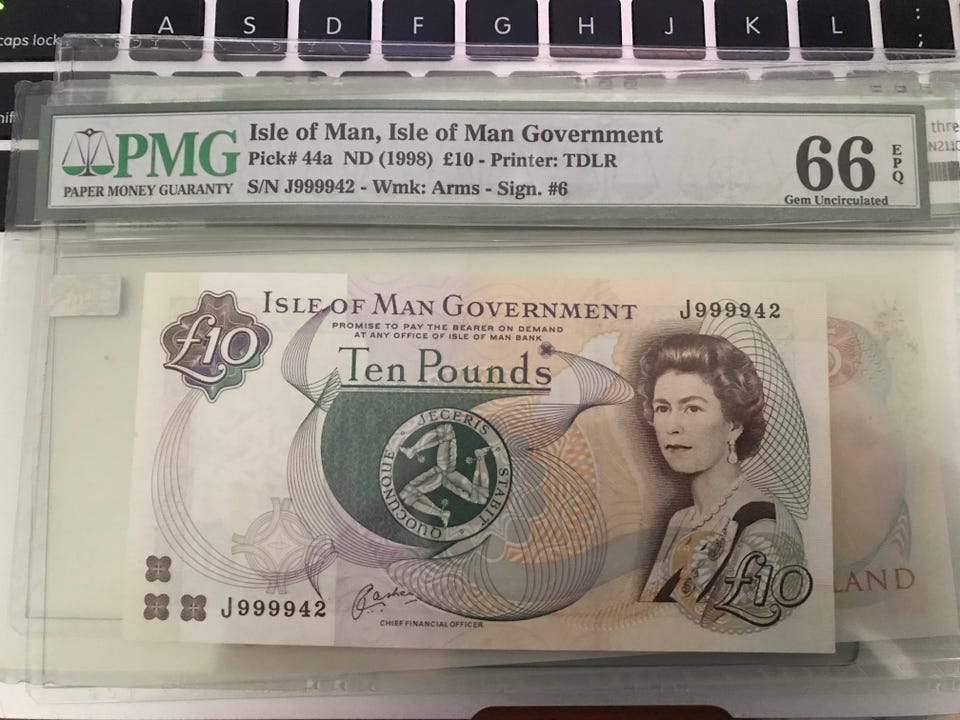 caps lock
A S D F G H J K L : ;
PMG
PAPER MONEY GUARANTY
Isle of Man, Isle of Man Government
Pick# 44a ND (1998) £10 - Printer: TDLR
S/N J999942 - Wmk: Arms - Sign. #6
66 EPQ
Gem Uncirculated
£10
ISLE OF MAN GOVERNMENT
J999942
PROMISE TO PAY THE BEARER ON DEMAND
AT ANY OFFICE OF ISLE OF MAN BANK
TEN POUNDS
QUOCUNQUE JECERIS STABIT
£10
J999942
CHIEF FINANCIAL OFFICER
LAND